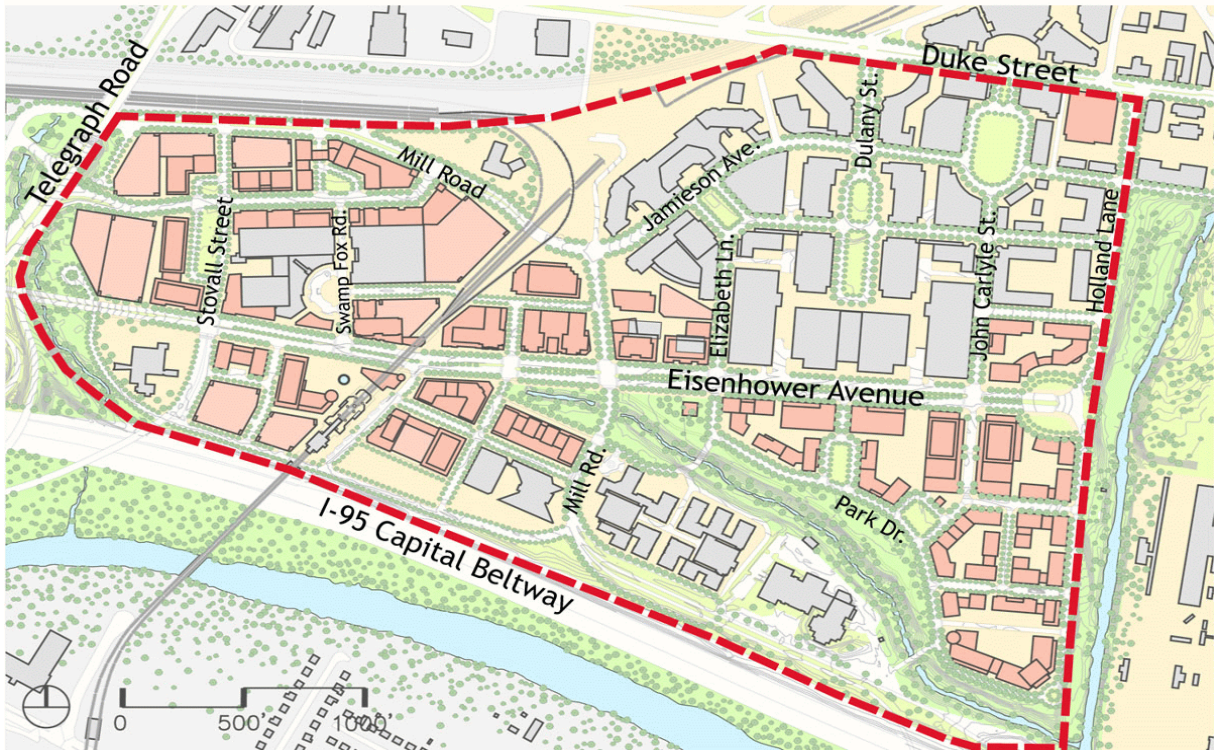 Duke Street
Telegraph Road
Dulany St.
Mill Road
Jamieson Ave.
Stovall Street
Swamp Fox Rd.
Elizabeth Ln.
John Carlyle St.
Holland Lane
Eisenhower Avenue
Mill Rd.
Park Dr.
I-95 Capital Beltway
0 500' 1000'